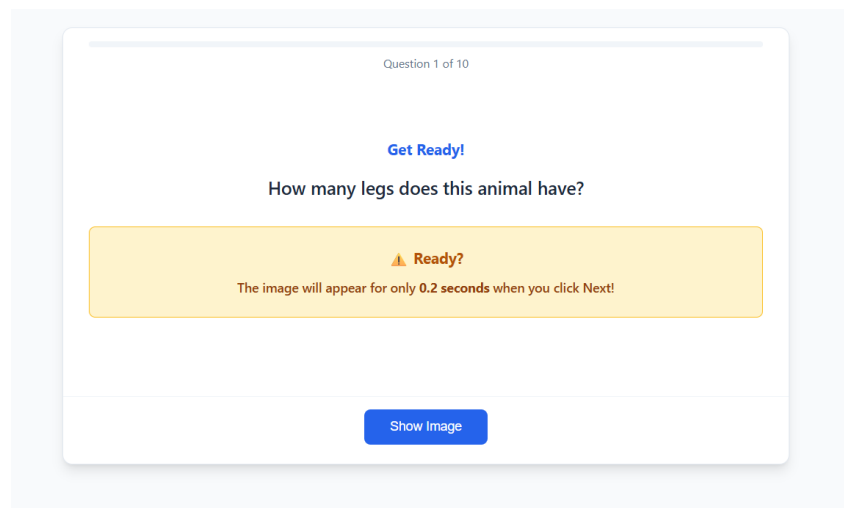 Question 1 of 10
Get Ready!
How many legs does this animal have?
⚠️ Ready?
The image will appear for only 0.2 seconds when you click Next!
Show Image